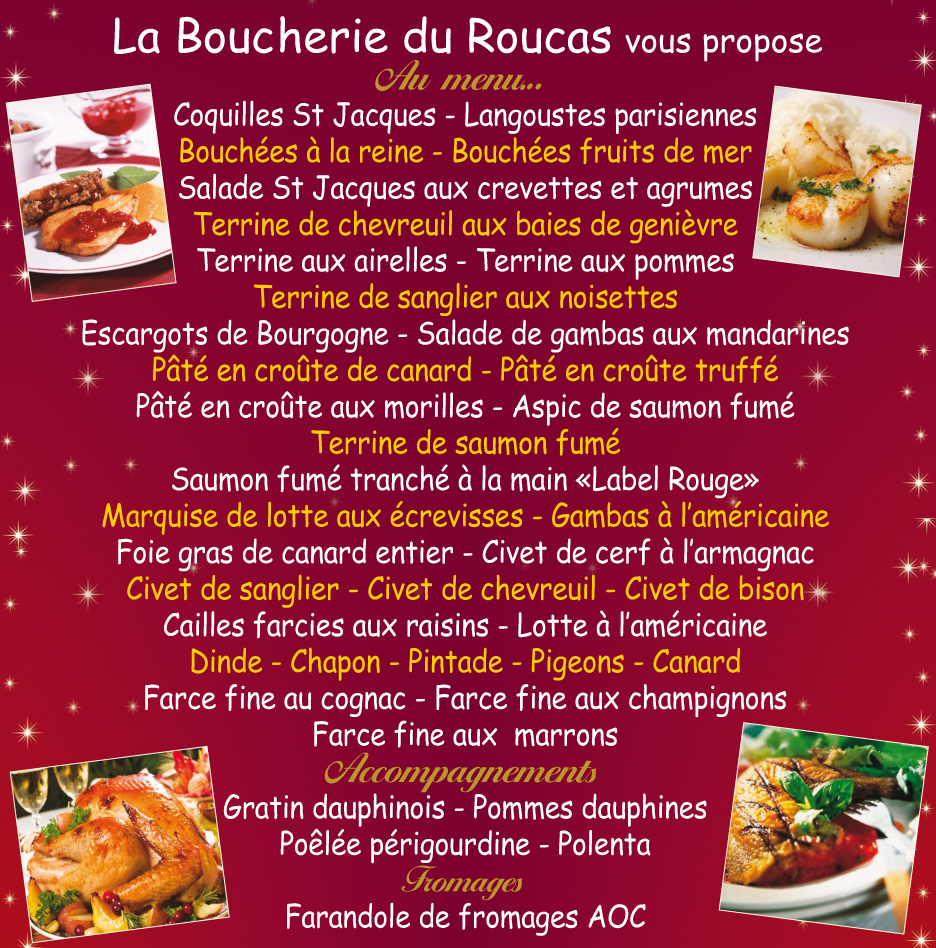 La Boucherie du Roucas vous propose
Au menu...
Coquilles St Jacques - Langoustes parisiennes
Bouchées à la reine - Bouchées fruits de mer
Salade St Jacques aux crevettes et agrumes
Terrine de chevreuil aux baies de genièvre
Terrine aux airelles - Terrine aux pommes
Terrine de sanglier aux noisettes
Escargots de Bourgogne - Salade de gambas aux mandarines
Pâté en croûte de canard - Pâté en croûte truffé
Pâté en croûte aux morilles - Aspic de saumon fumé
Terrine de saumon fumé
Saumon fumé tranché à la main «Label Rouge»
Marquise de lotte aux écrevisses - Gambas à l'américaine
Foie gras de canard entier - Civet de cerf à l'armagnac
Civet de sanglier - Civet de chevreuil - Civet de bison
Cailles farcies aux raisins - Lotte à l'américaine
Dinde - Chapon - Pintade - Pigeons - Canard
Farce fine au cognac - Farce fine aux champignons
Farce fine aux marrons
Accompagnements
Gratin dauphinois - Pommes dauphines
Poêlée périgourdine - Polenta
Fromages
Farandole de fromages AOC